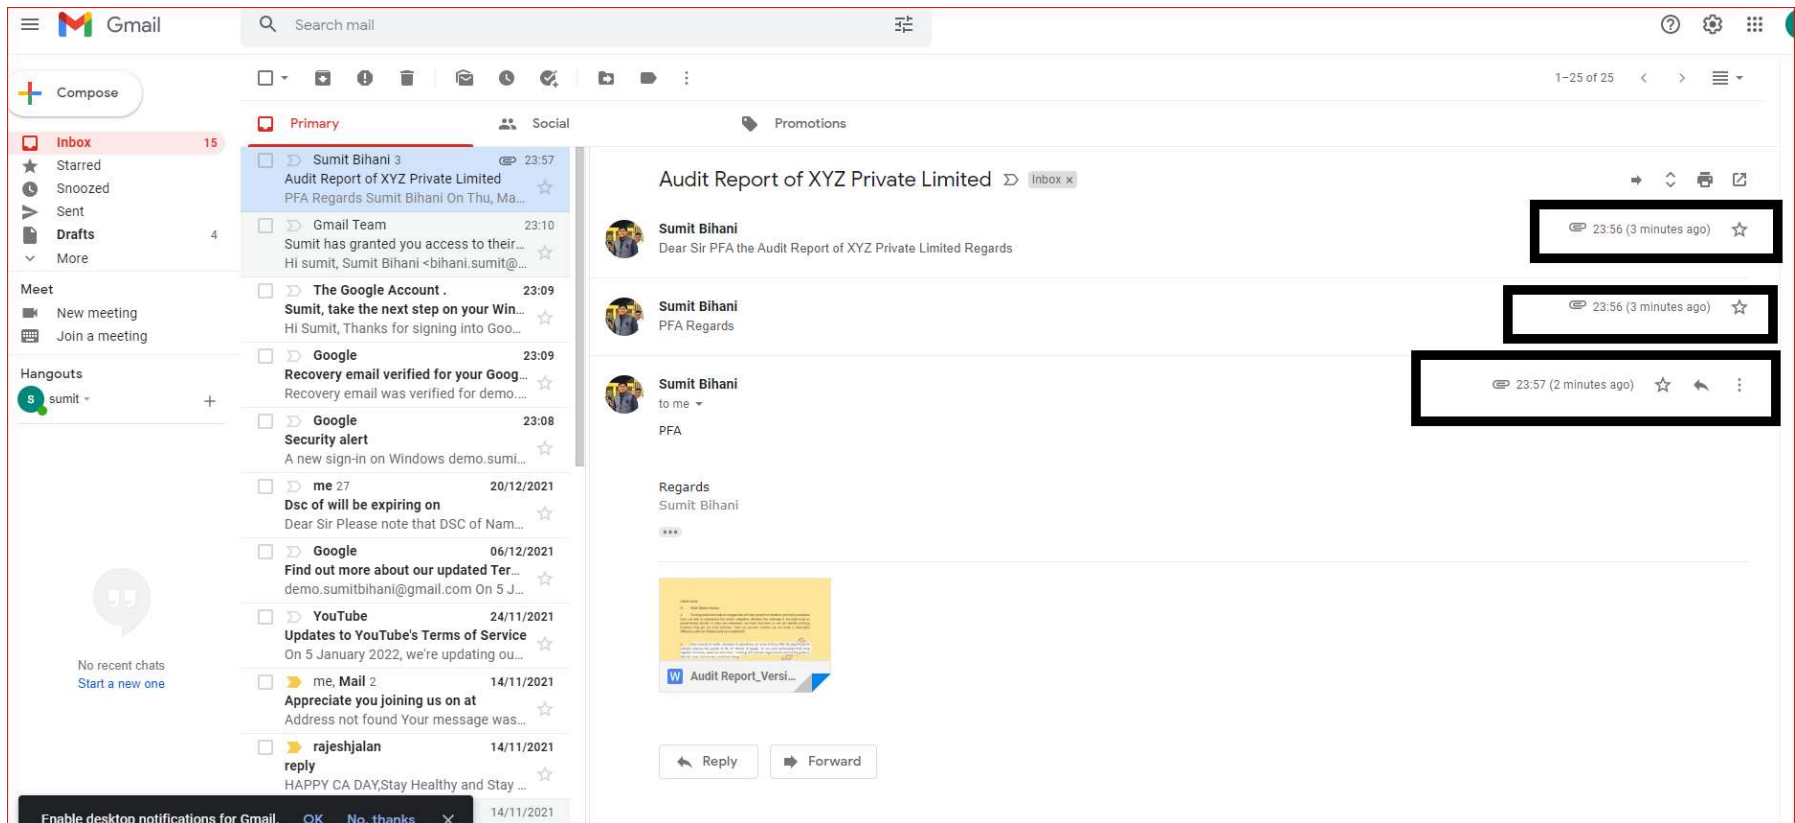 Gmail
Search mail
Compose
1–25 of 25
Primary
Social
Promotions
Inbox 15
Starred
Snoozed
Sent
Drafts 4
More
Meet
New meeting
Join a meeting
Hangouts
S sumit
No recent chats
Start a new one
Sumit Bihani 3 23:57
Audit Report of XYZ Private Limited
PFA Regards Sumit Bihani On Thu, Ma...
Gmail Team 23:10
Sumit has granted you access to their...
Hi sumit, Sumit Bihani <bihani.sumit@...
The Google Account . 23:09
Sumit, take the next step on your Win...
Hi Sumit, Thanks for signing into Goo...
Google 23:09
Recovery email verified for your Goog...
Recovery email was verified for demo....
Google 23:08
Security alert
A new sign-in on Windows demo.sumi...
me 27 20/12/2021
Dsc of will be expiring on
Dear Sir Please note that DSC of Nam...
Google 06/12/2021
Find out more about our updated Ter...
demo.sumitbihani@gmail.com On 5 J...
YouTube 24/11/2021
Updates to YouTube's Terms of Service
On 5 January 2022, we're updating ou...
me, Mail 2 14/11/2021
Appreciate you joining us on at
Address not found Your message was...
rajeshjalan 14/11/2021
reply
HAPPY CA DAY,Stay Healthy and Stay ...
14/11/2021
Enable desktop notifications for Gmail. OK No, thanks
Audit Report of XYZ Private Limited Inbox x
Sumit Bihani 23:56 (3 minutes ago)
Dear Sir PFA the Audit Report of XYZ Private Limited Regards
Sumit Bihani 23:56 (3 minutes ago)
PFA Regards
Sumit Bihani 23:57 (2 minutes ago)
to me
PFA
Regards
Sumit Bihani
W Audit Report_Versi...
Reply
Forward